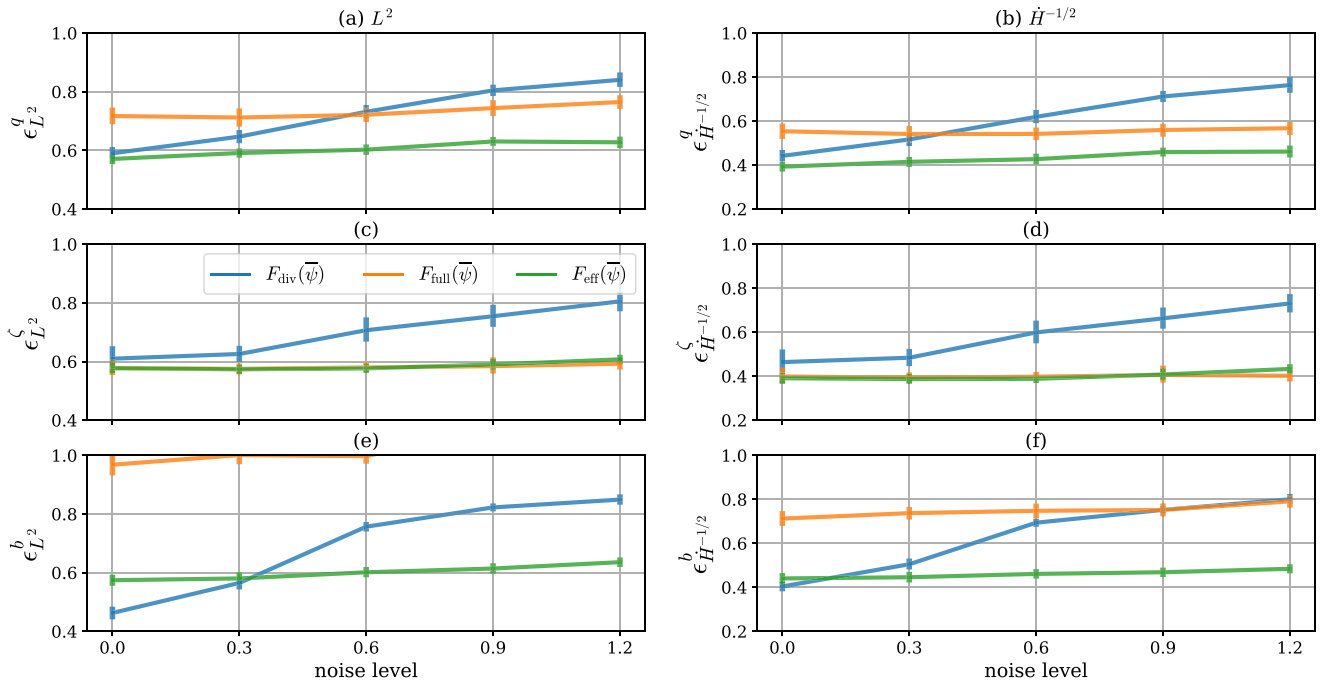 (a) $L^2$
(b) $\dot{H}^{-1/2}$
1.0
0.8
0.6
0.4
$\epsilon^{q}_{L^2}$
1.0
0.8
0.6
0.4
0.2
$\epsilon^{q}_{\dot{H}^{-1/2}}$
(c)
(d)
1.0
0.8
0.6
0.4
$\epsilon^{\zeta}_{L^2}$
$F_{\mathrm{div}}(\overline{\psi})$ $F_{\mathrm{full}}(\overline{\psi})$ $F_{\mathrm{eff}}(\overline{\psi})$
1.0
0.8
0.6
0.4
0.2
$\epsilon^{\zeta}_{\dot{H}^{-1/2}}$
(e)
(f)
1.0
0.8
0.6
0.4
$\epsilon^{b}_{L^2}$
1.0
0.8
0.6
0.4
0.2
$\epsilon^{b}_{\dot{H}^{-1/2}}$
0.0 0.3 0.6 0.9 1.2
0.0 0.3 0.6 0.9 1.2
noise level
noise level